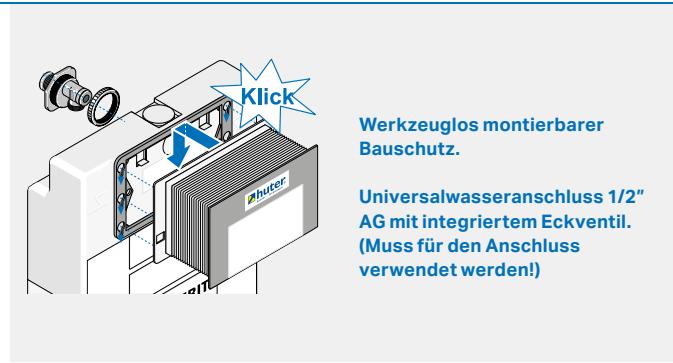 Klick
huter
Werkzeuglos montierbarer
Bauschutz.
Universalwasseranschluss 1/2"
AG mit integriertem Eckventil.
(Muss für den Anschluss
verwendet werden!)